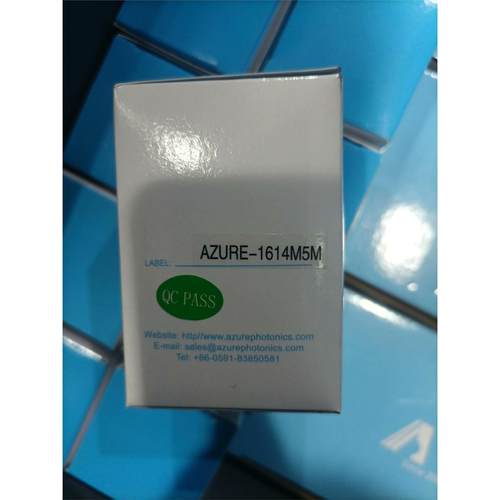 AZURE-1614M5M
LABEL:
QC PASS
Website: http//www.azurephotonics.com
E-mail: sales@azurephotonics.com
Tel: +86-0591-83850581